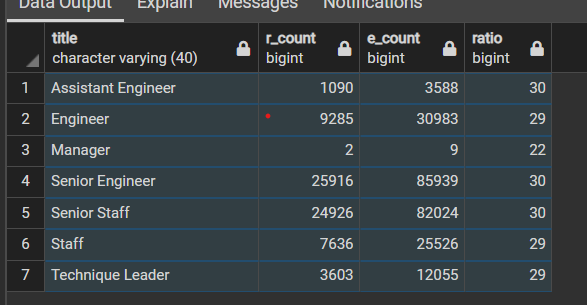 Data Output Explain Messages Notifications
title r_count e_count ratio
character varying (40) bigint bigint bigint
1 Assistant Engineer 1090 3588 30
2 Engineer 9285 30983 29
3 Manager 2 9 22
4 Senior Engineer 25916 85939 30
5 Senior Staff 24926 82024 30
6 Staff 7636 25526 29
7 Technique Leader 3603 12055 29